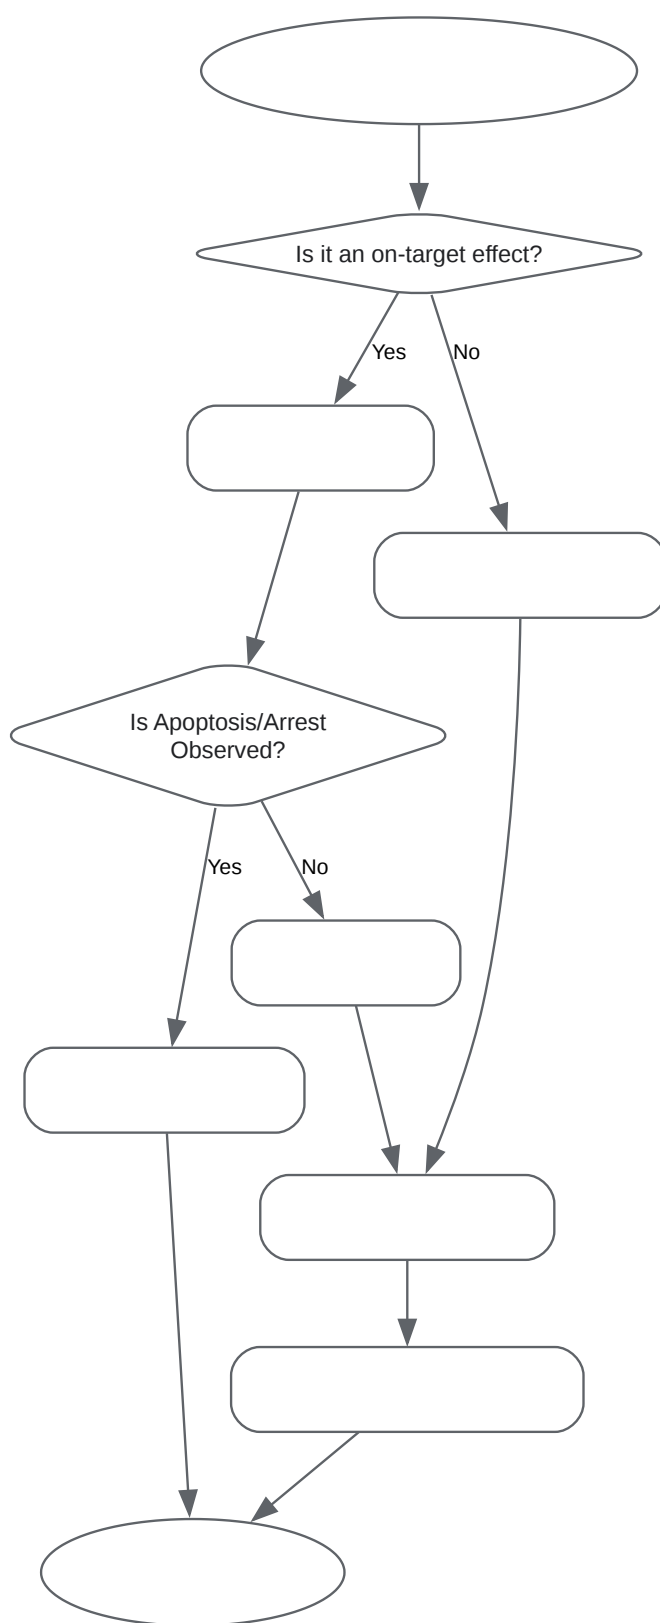 Is it an on-target effect?
Yes
No
Is Apoptosis/Arrest
Observed?
Yes
No